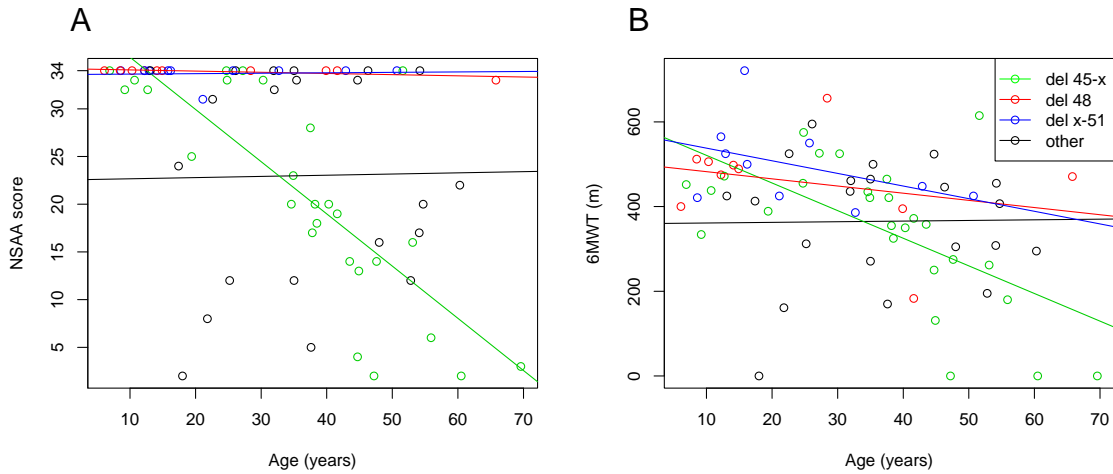 A
NSAA score
34
30
25
20
15
10
5
10 20 30 40 50 60 70
Age (years)
B
6MWT (m)
600
400
200
0
10 20 30 40 50 60 70
Age (years)
del 45-x
del 48
del x-51
other